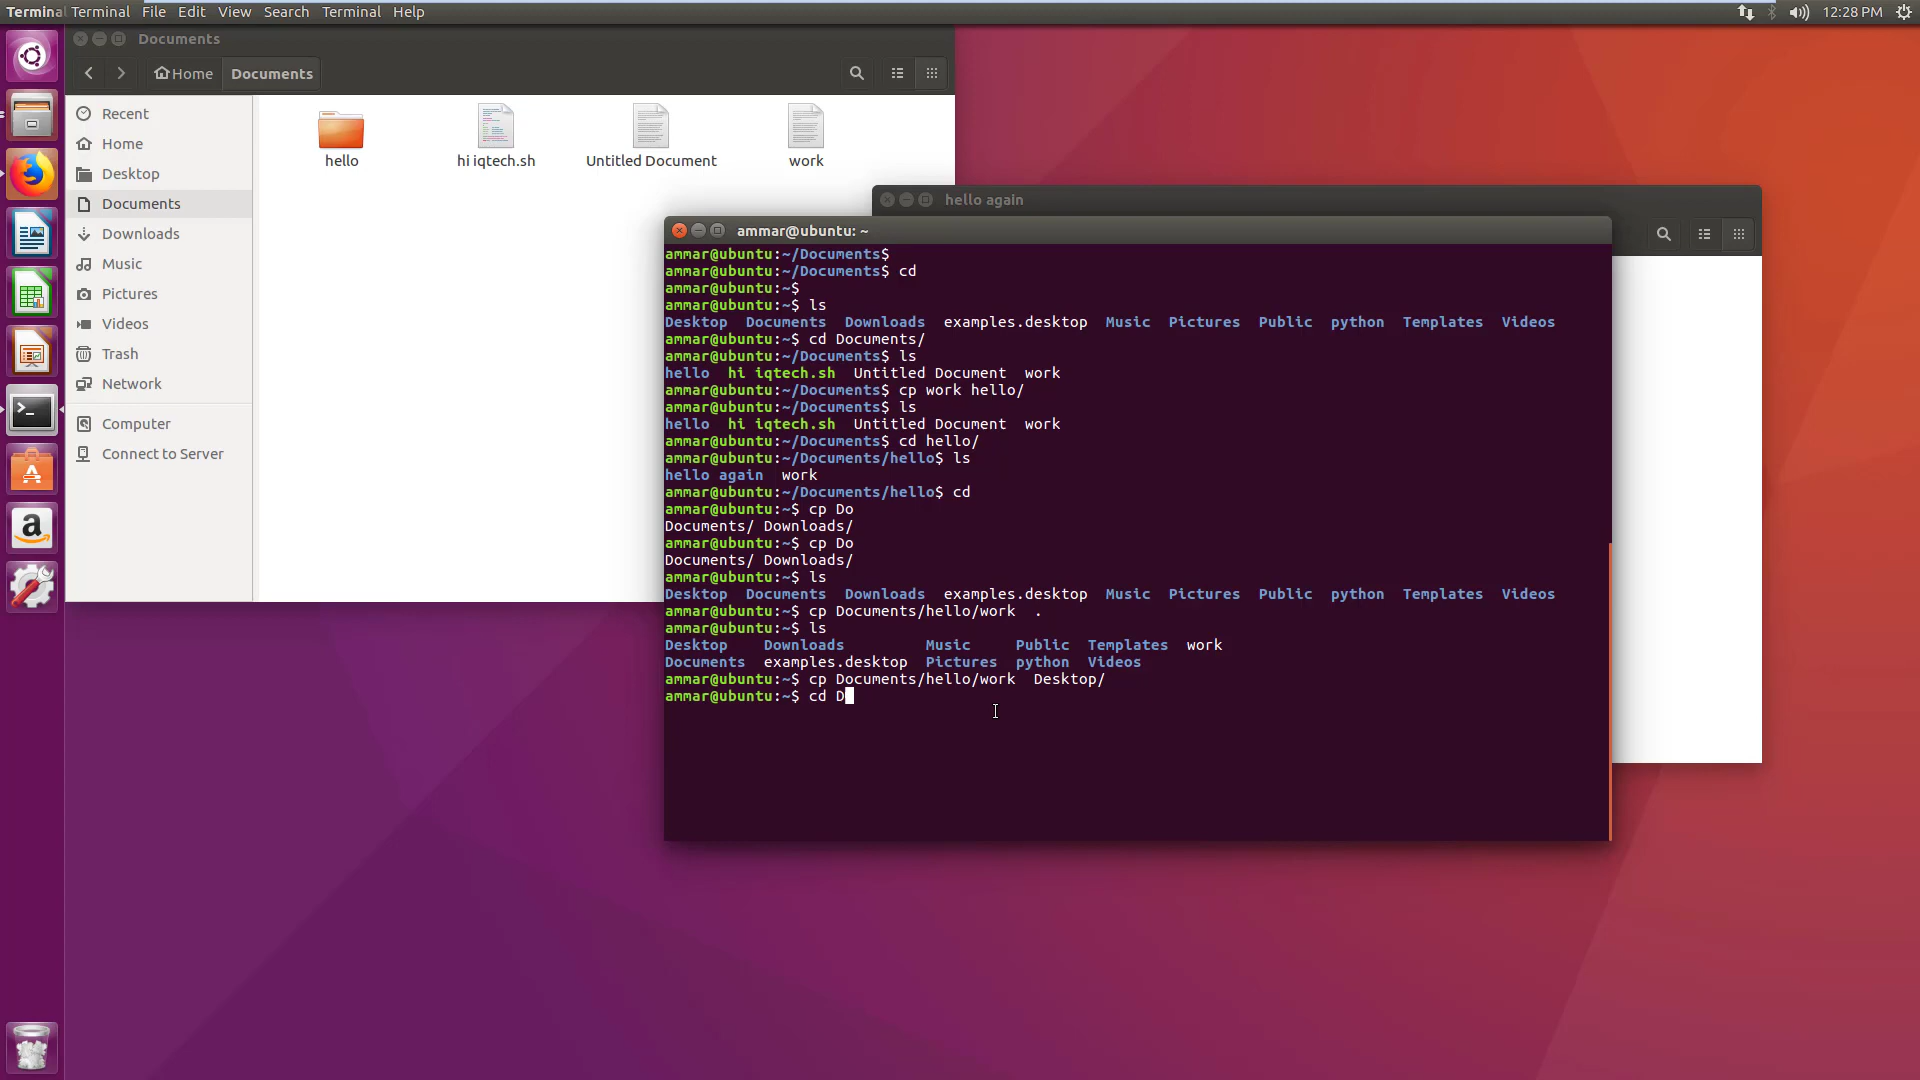 Terminal Terminal File Edit View Search Terminal Help
12:28 PM
Documents
Home Documents
Recent
Home
Desktop
Documents
Downloads
Music
Pictures
Videos
Trash
Network
Computer
Connect to Server
hello
hi iqtech.sh
Untitled Document
work
hello again
ammar@ubuntu: ~
ammar@ubuntu:~/Documents$
ammar@ubuntu:~/Documents$ cd
ammar@ubuntu:~$
ammar@ubuntu:~$ ls
Desktop Documents Downloads examples.desktop Music Pictures Public python Templates Videos
ammar@ubuntu:~$ cd Documents/
ammar@ubuntu:~/Documents$ ls
hello hi iqtech.sh Untitled Document work
ammar@ubuntu:~/Documents$ cp work hello/
ammar@ubuntu:~/Documents$ ls
hello hi iqtech.sh Untitled Document work
ammar@ubuntu:~/Documents$ cd hello/
ammar@ubuntu:~/Documents/hello$ ls
hello again work
ammar@ubuntu:~/Documents/hello$ cd
ammar@ubuntu:~$ cp Do
Documents/ Downloads/
ammar@ubuntu:~$ cp Do
Documents/ Downloads/
ammar@ubuntu:~$ ls
Desktop Documents Downloads examples.desktop Music Pictures Public python Templates Videos
ammar@ubuntu:~$ cp Documents/hello/work .
ammar@ubuntu:~$ ls
Desktop Downloads Music Public Templates work
Documents examples.desktop Pictures python Videos
ammar@ubuntu:~$ cp Documents/hello/work Desktop/
ammar@ubuntu:~$ cd D